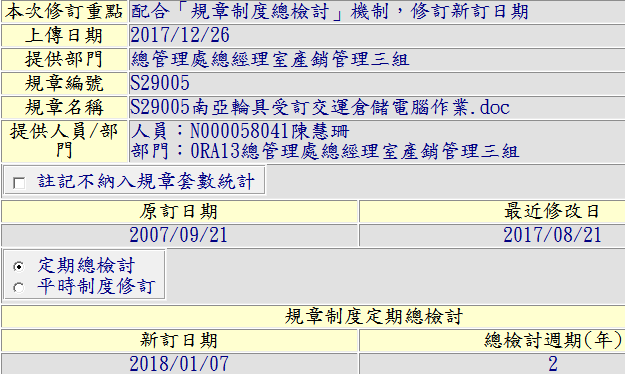 本次修訂重點 配合「規章制度總檢討」機制，修訂新訂日期
上傳日期 2017/12/26
提供部門 總管理處總經理室產銷管理三組
規章編號 S29005
規章名稱 S29005南亞輪具受訂交運倉儲電腦作業.doc
提供人員/部門 人員：N000058041陳慧珊
部門：0RA13總管理處總經理室產銷管理三組
註記不納入規章套數統計
原訂日期 最近修改日
2007/09/21 2017/08/21
定期總檢討
平時制度修訂
規章制度定期總檢討
新訂日期 總檢討週期(年)
2018/01/07 2